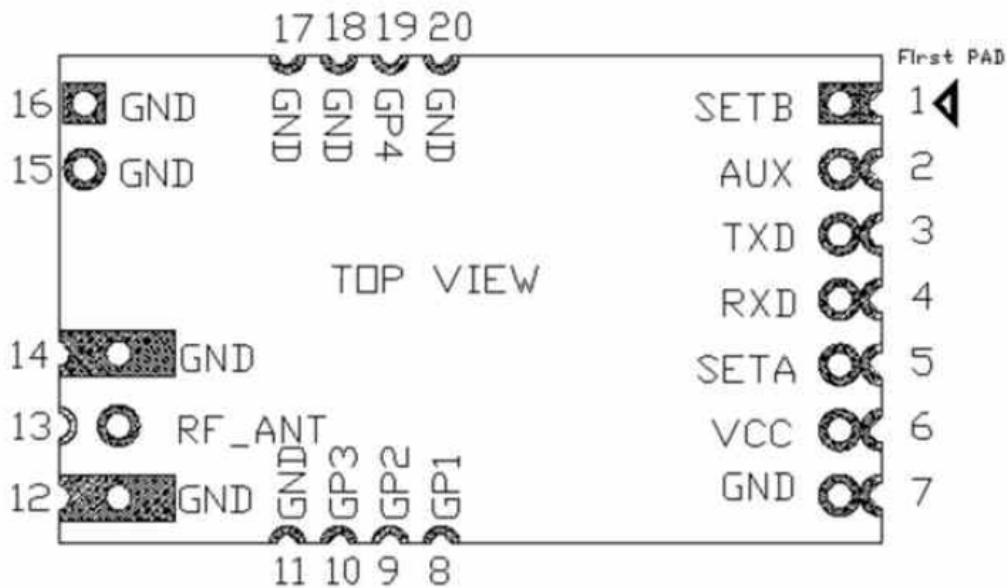 17 18 19 20
First PAD
16 GND
GND GND GP4 GND
SETB 1
15 GND
AUX 2
TXD 3
TOP VIEW
RXD 4
14 GND
SETA 5
13 RF_ANT
VCC 6
12 GND
GND GP3 GP2 GP1
GND 7
11 10 9 8